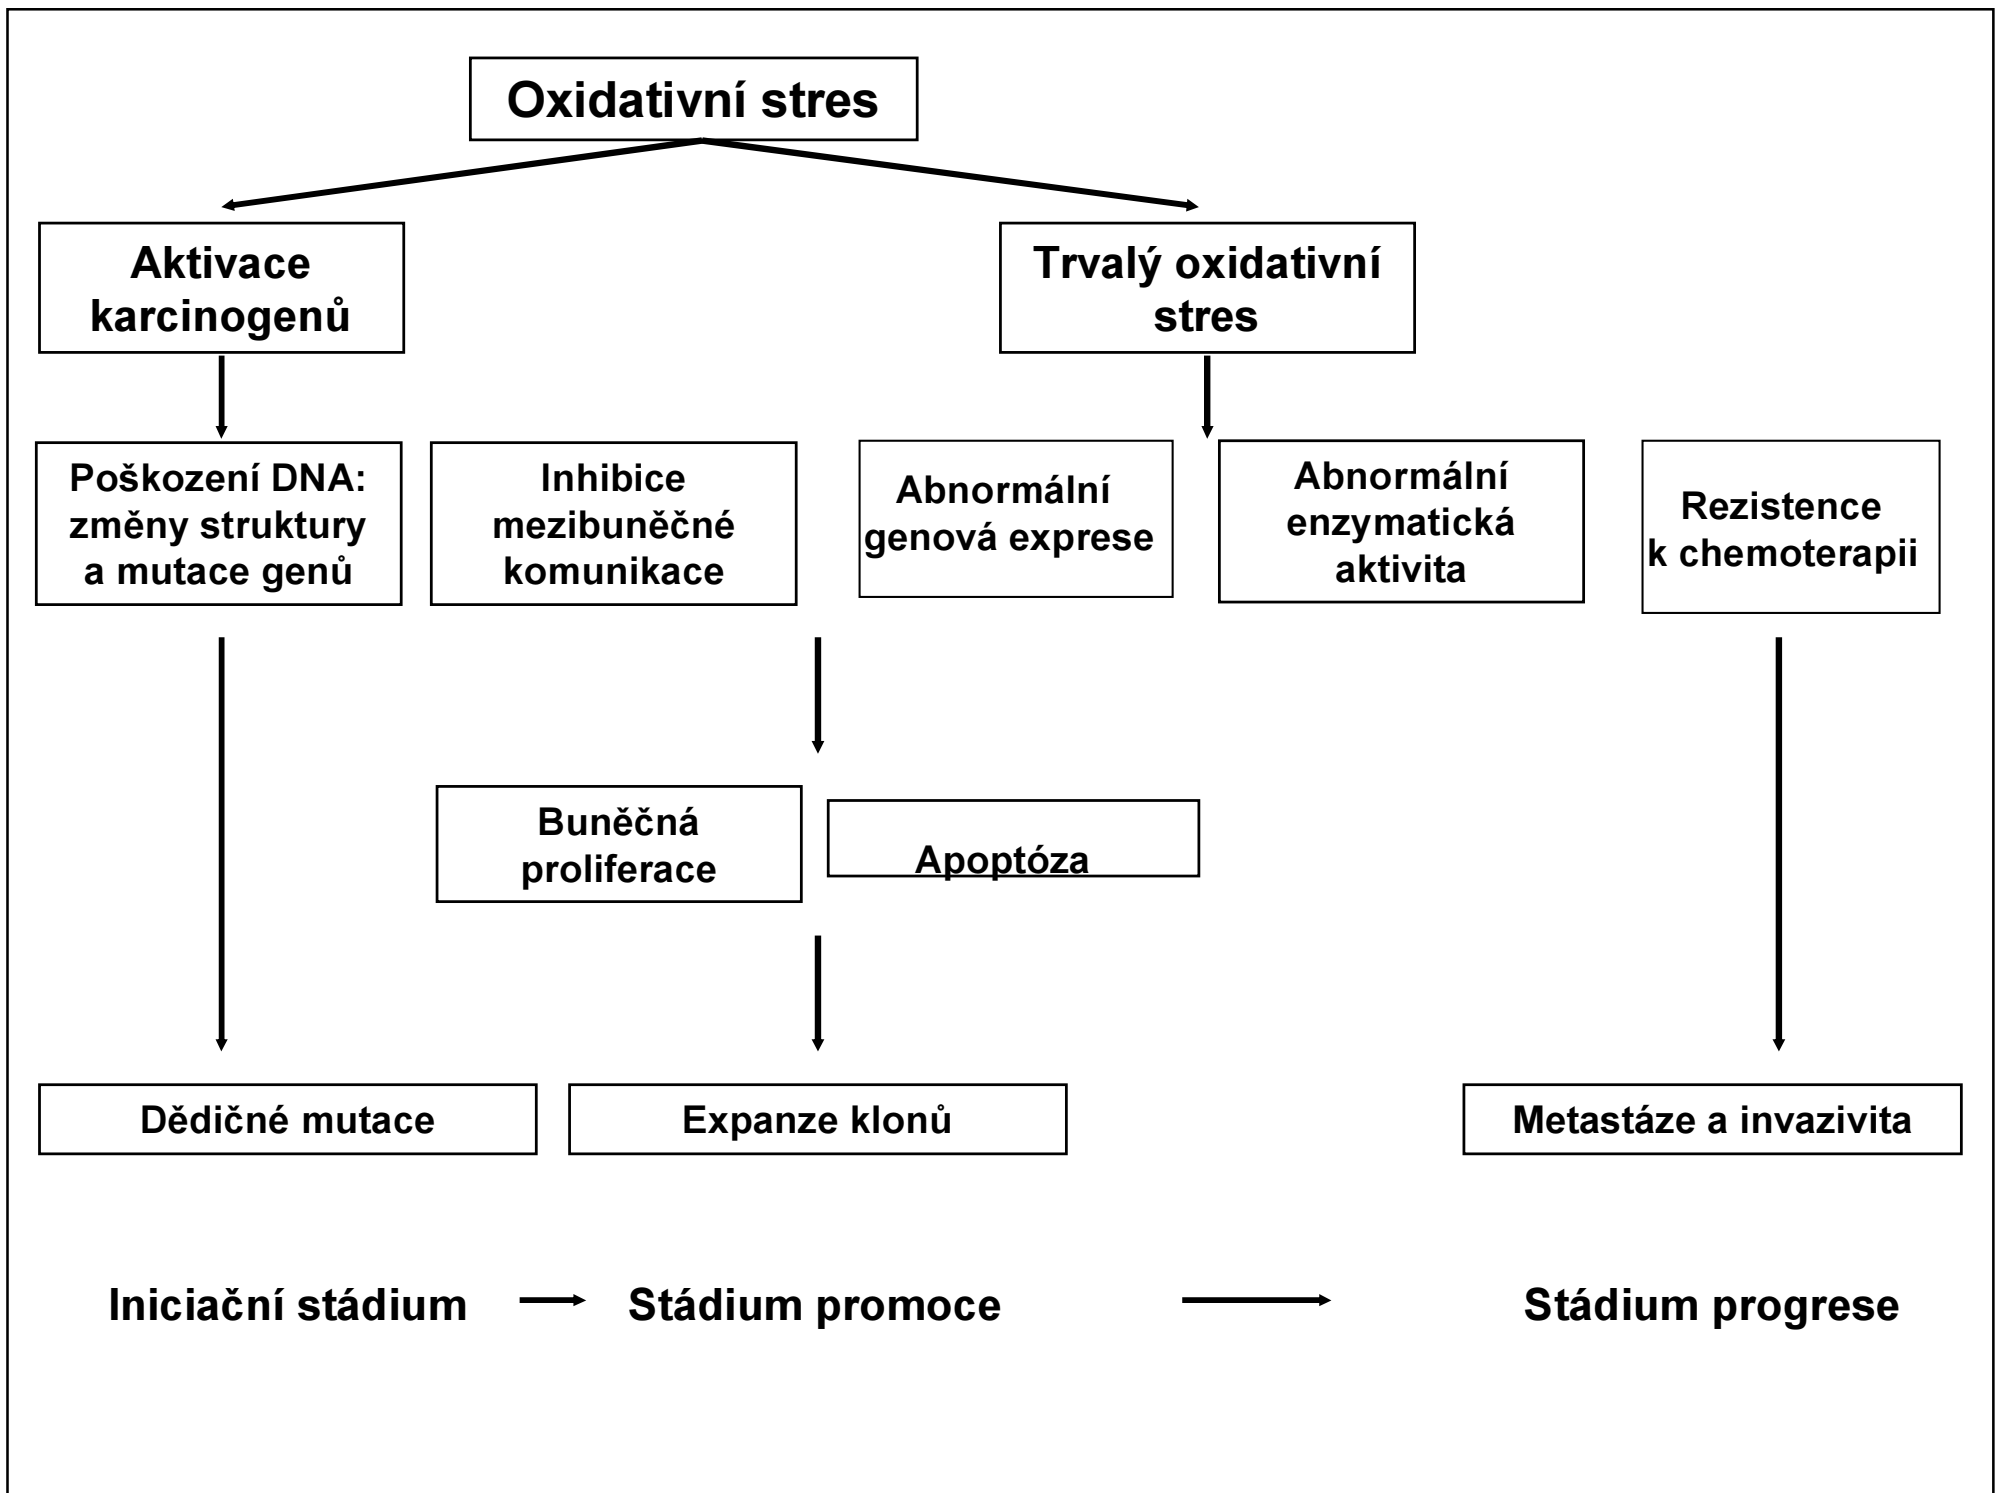 Oxidativní stres
Aktivace
karcinogenů
Trvalý oxidativní
stres
Poškození DNA:
změny struktury
a mutace genů
Inhibice
mezibuněčné
komunikace
Abnormální
genová exprese
Abnormální
enzymatická
aktivita
Rezistence
k chemoterapii
Buněčná
proliferace
Apoptóza
Dědičné mutace
Expanze klonů
Metastáze a invazivita
Iniciační stádium
Stádium promoce
Stádium progrese